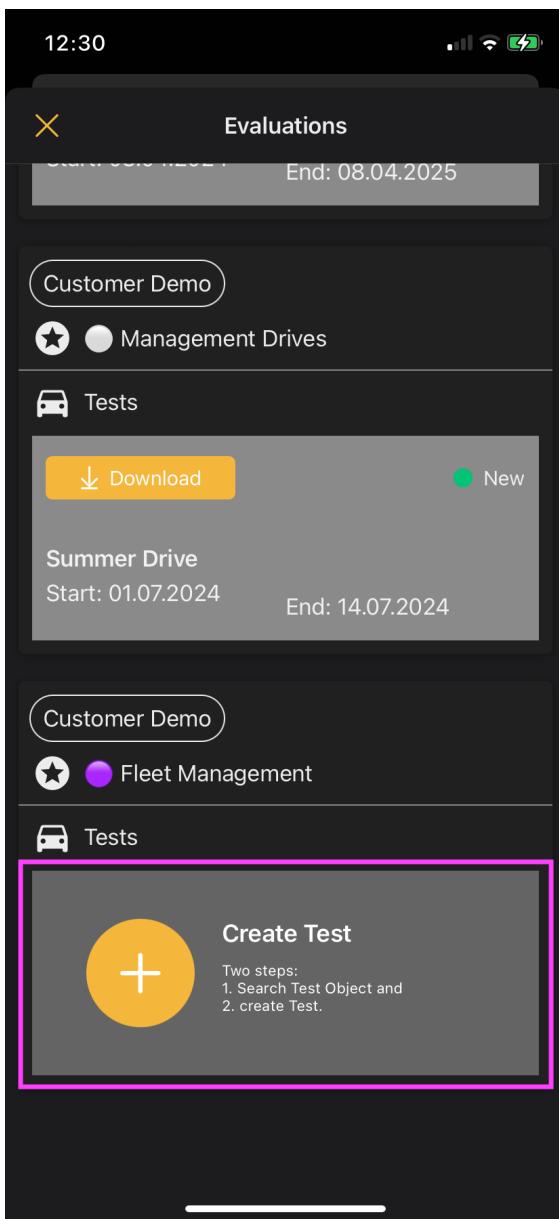 12:30
Evaluations
End: 08.04.2025
Customer Demo
Management Drives
Tests
Download
New
Summer Drive
Start: 01.07.2024
End: 14.07.2024
Customer Demo
Fleet Management
Tests
Create Test
Two steps:
1. Search Test Object and
2. create Test.